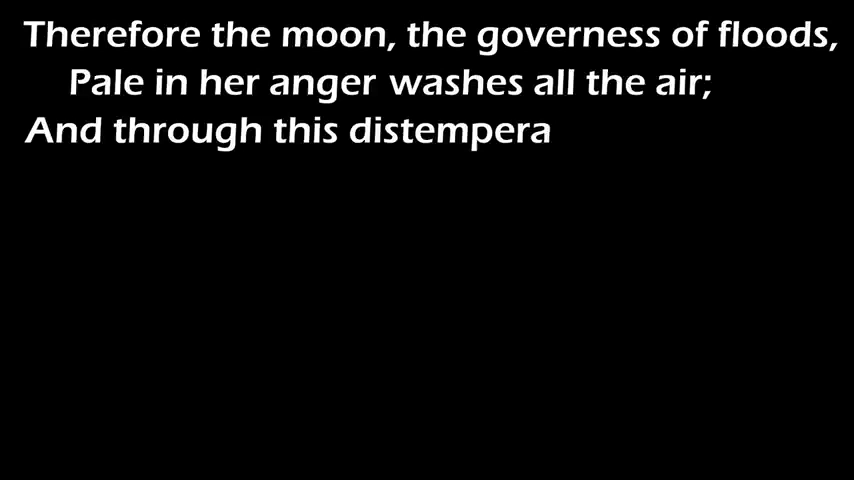 Therefore the moon, the governess of floods,
Pale in her anger washes all the air;
And through this distempera